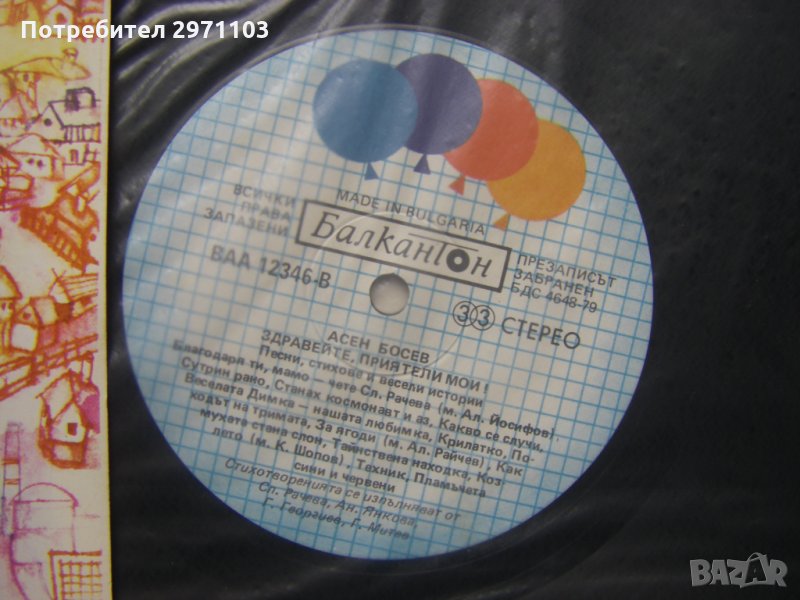 Потребител 2971103
MADE IN BULGARIA
ВСИЧКИ
ПРАВА
ЗАПАЗЕНИ
Балкантон
ПРЕЗАПИСЪТ
ЗАБРАНЕН
БДС 4648-79
ВАА 12346-В
33 СТЕРЕО
АСЕН БОСЕВ
ЗДРАВЕЙТЕ, ПРИЯТЕЛИ МОИ!
Песни, стихове и весели истории
Благодаря ти, мамо – чете Сл. Рачева (м. Ал. Йосифов),
Сутрин рано, Станах космонавт и аз, Какво се случи,
Веселата Димка – нашата любимка, Крилатко, По-
ходът на тримата, За ягоди (м. Ал. Райчев), Как
мухата стана слон, Тайнствена находка, Коз
лето (м. К. Шопов), Техник, Пламъчета
сини и червени
Стихотворенията се изпълняват от
Сл. Рачева, Ан. Янкова,
Г. Георгиев, Г. Митев
BAZAR